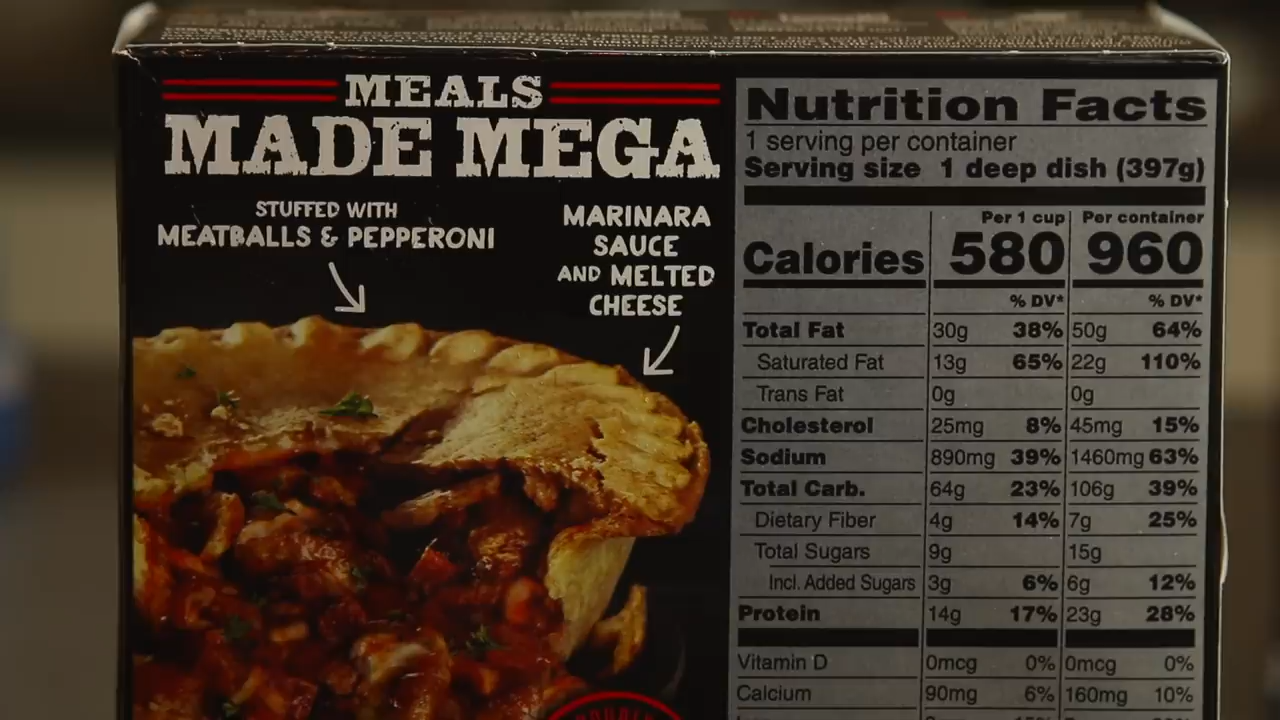 MEALS
MADE MEGA
STUFFED WITH
MEATBALLS & PEPPERONI
MARINARA
SAUCE
AND MELTED
CHEESE
Nutrition Facts
1 serving per container
Serving size 1 deep dish (397g)
Per 1 cup Per container
Calories 580 960
% DV* % DV*
Total Fat 30g 38% 50g 64%
Saturated Fat 13g 65% 22g 110%
Trans Fat 0g 0g
Cholesterol 25mg 8% 45mg 15%
Sodium 890mg 39% 1460mg 63%
Total Carb. 64g 23% 106g 39%
Dietary Fiber 4g 14% 7g 25%
Total Sugars 9g 15g
Incl. Added Sugars 3g 6% 6g 12%
Protein 14g 17% 23g 28%
Vitamin D 0mcg 0% 0mcg 0%
Calcium 90mg 6% 160mg 10%